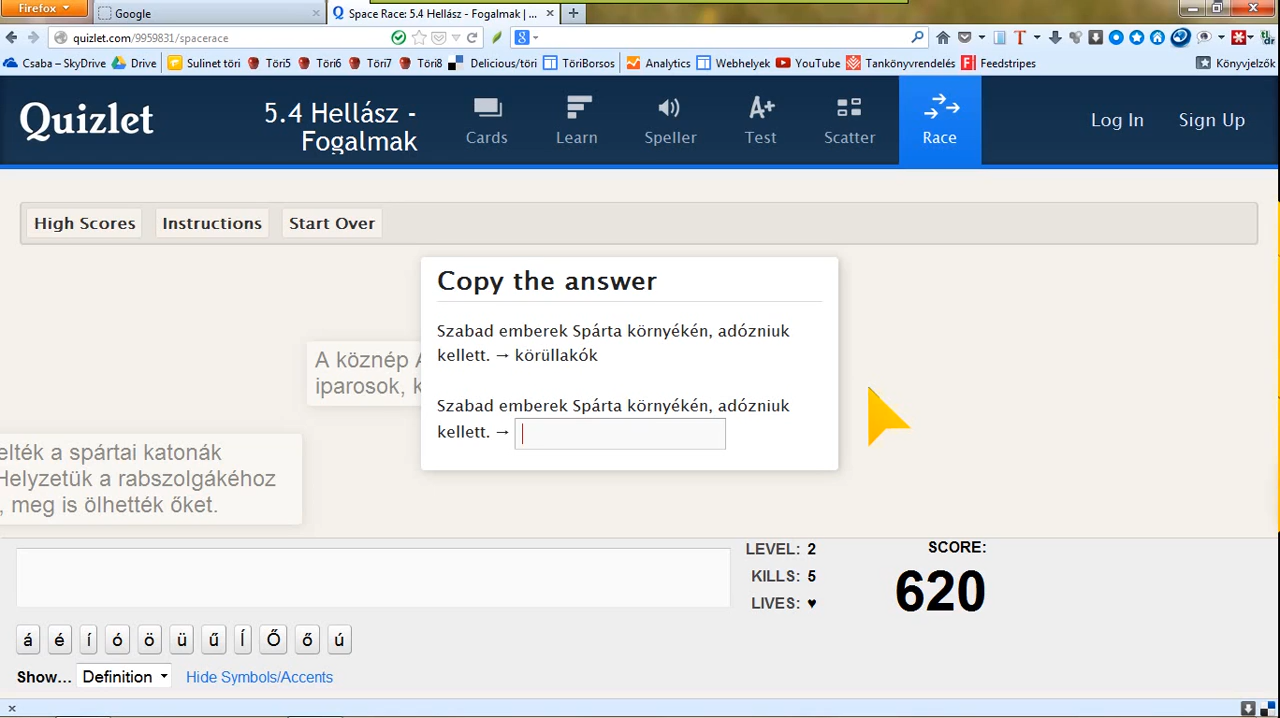 Firefox
Google
Space Race: 5.4 Hellász - Fogalmak | ...
quizlet.com/9959831/spacerace
Csaba – SkyDrive Drive Sulinet töri Töri5 Töri6 Töri7 Töri8 Delicious/töri TöriBorsos Analytics Webhelyek YouTube Tankönyvrendelés Feedstripes Könyvjelzők
Quizlet
5.4 Hellász -
Fogalmak
Cards Learn Speller Test Scatter Race
Log In Sign Up
High Scores Instructions Start Over
Copy the answer
Szabad emberek Spárta környékén, adózniuk
kellett. → körüllakók
Szabad emberek Spárta környékén, adózniuk
kellett. →
A köznép A
iparosok, k
elték a spártai katonák
Helyzetük a rabszolgákéhoz
, meg is ölhették őket.
LEVEL: 2
KILLS: 5
LIVES: ♥
SCORE:
620
á é í ó ö ü ű Í Ő ő ú
Show... Definition Hide Symbols/Accents